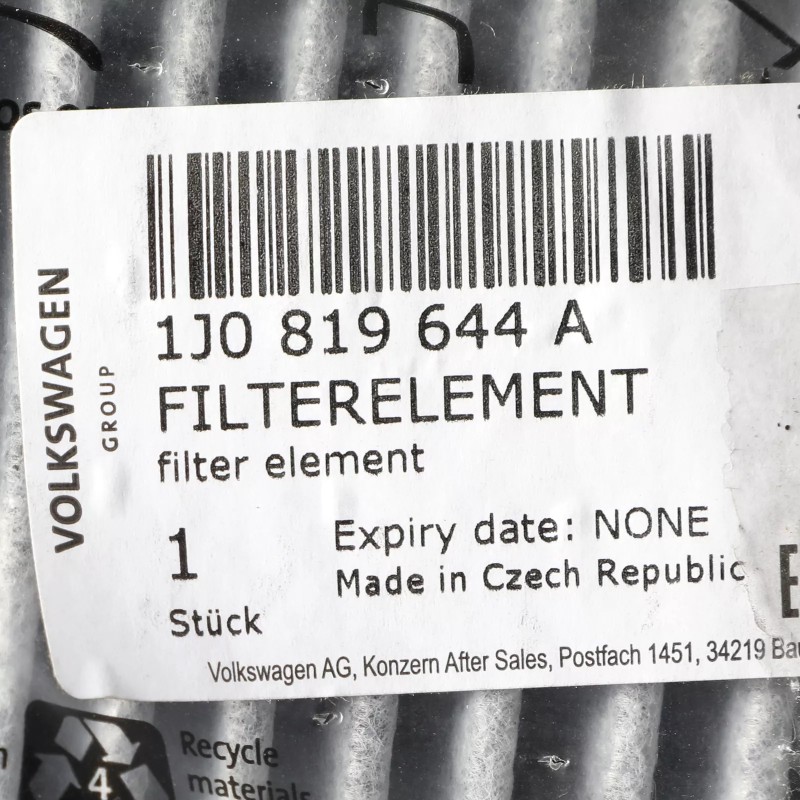 VOLKSWAGEN
GROUP
1J0 819 644 A
FILTERELEMENT
filter element
1
Stück
Expiry date: NONE
Made in Czech Republic
Volkswagen AG, Konzern After Sales, Postfach 1451, 34219
4
Recycle
materials